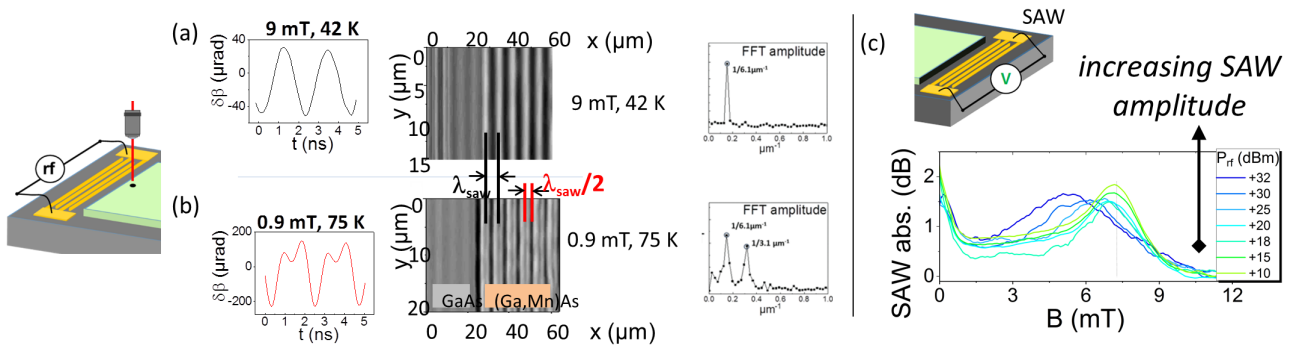 rf
(a)
9 mT, 42 K
δβ (μrad)
40
0
-40
0 1 2 3 4 5
t (ns)
x (μm)
0 20 40 60
y (μm)
0
5
10
15
9 mT, 42 K
FFT amplitude
1/6.1μm⁻¹
0.0 0.2 0.4 0.6 0.8 1.0
μm⁻¹
λsaw
λsaw/2
(b)
0.9 mT, 75 K
δβ (μrad)
200
0
-200
0 1 2 3 4 5
t (ns)
y (μm)
0
10
20
GaAs (Ga,Mn)As
0 20 40 60
x (μm)
0.9 mT, 75 K
FFT amplitude
1/6.1μm⁻¹
1/3.1 μm⁻¹
0.0 0.2 0.4 0.6 0.8 1.0
μm⁻¹
(c)
SAW
V
increasing SAW
amplitude
SAW abs. (dB)
2
1
0
0 3 6 9 12
B (mT)
Prf (dBm)
+32
+30
+25
+20
+18
+15
+10